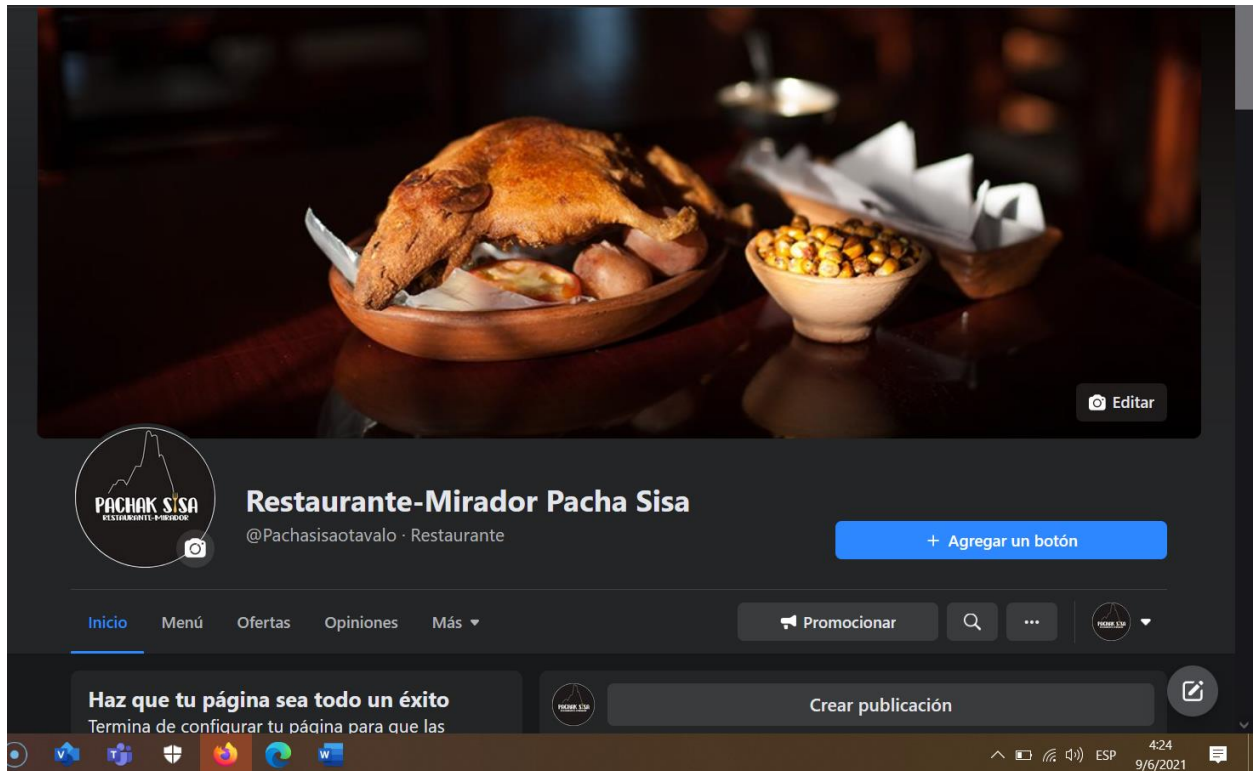 Editar
PACHAK SISA
RESTAURANTE-MIRADOR
Restaurante-Mirador Pacha Sisa
@Pachasisaotavalo · Restaurante
+ Agregar un botón
Inicio
Menú
Ofertas
Opiniones
Más
Promocionar
Haz que tu página sea todo un éxito
Termina de configurar tu página para que las
PACHAK SISA
Crear publicación
ESP
4:24
9/6/2021